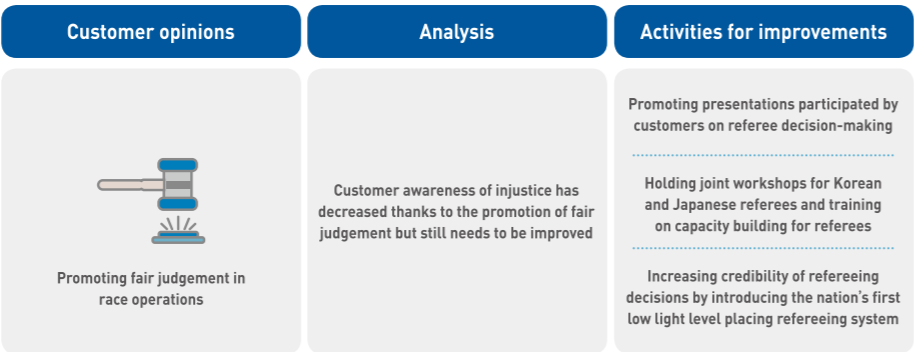 Customer opinions
Analysis
Activities for improvements
Promoting fair judgement in
race operations
Customer awareness of injustice has
decreased thanks to the promotion of fair
judgement but still needs to be improved
Promoting presentations participated by
customers on referee decision-making
Holding joint workshops for Korean
and Japanese referees and training
on capacity building for referees
Increasing credibility of refereeing
decisions by introducing the nation's first
low light level placing refereeing system